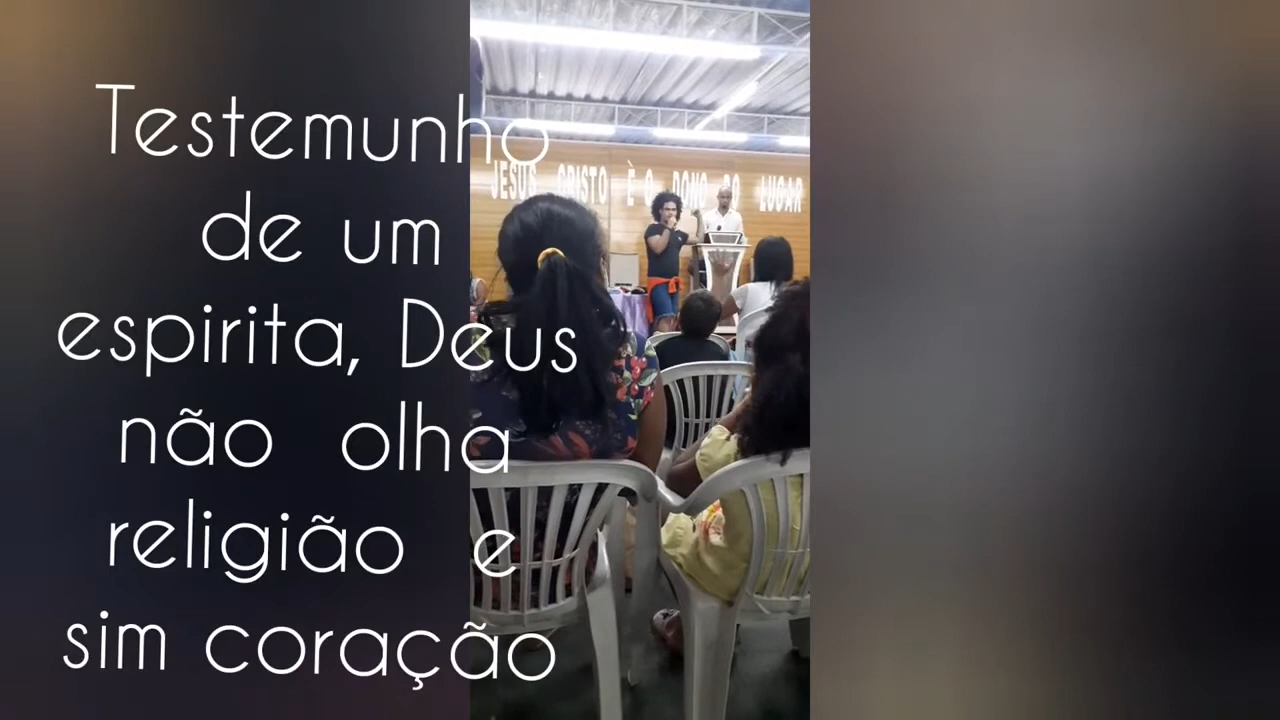 Testemunho
de um
espirita, Deus
não olha
religião e
sim coração
JESUS CRISTO È O DONO DO LUGAR